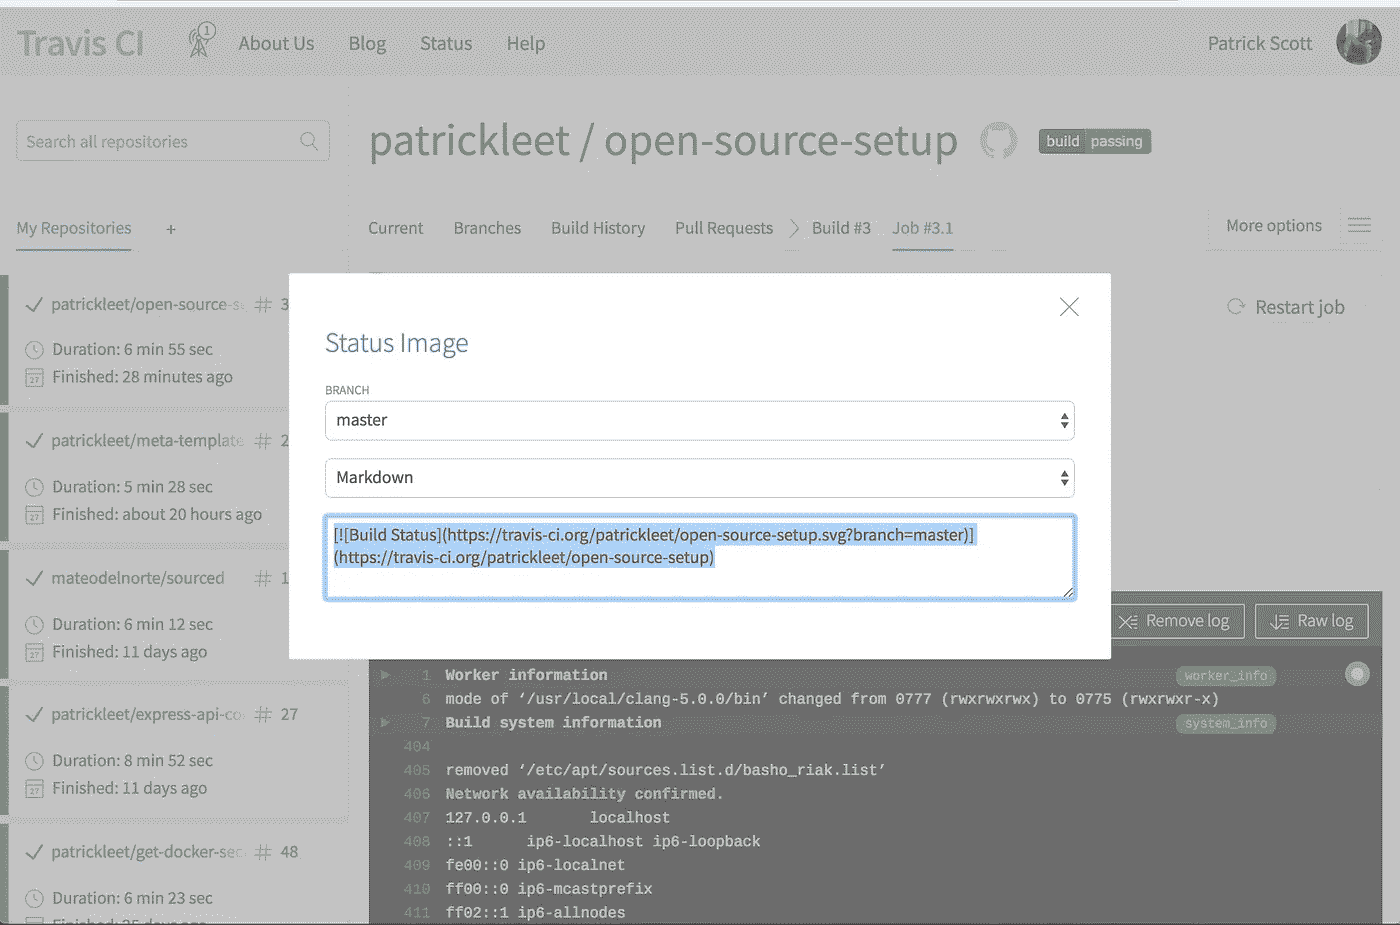 Travis CI
1
About Us
Blog
Status
Help
Patrick Scott
Search all repositories
patrickleet / open-source-setup
build passing
My Repositories +
Current
Branches
Build History
Pull Requests
Build #3
Job #3.1
More options
patrickleet/open-source-se # 3
Duration: 6 min 55 sec
27 Finished: 28 minutes ago
Restart job
Status Image
BRANCH
master
Markdown
[![Build Status](https://travis-ci.org/patrickleet/open-source-setup.svg?branch=master)]
(https://travis-ci.org/patrickleet/open-source-setup)
patrickleet/meta-template # 2
Duration: 5 min 28 sec
27 Finished: about 20 hours ago
mateodelnorte/sourced # 1
Duration: 6 min 12 sec
27 Finished: 11 days ago
patrickleet/express-api-co # 27
Duration: 8 min 52 sec
27 Finished: 11 days ago
patrickleet/get-docker-sec # 48
Duration: 6 min 23 sec
Remove log
Raw log
1 Worker information worker_info
6 mode of ‘/usr/local/clang-5.0.0/bin’ changed from 0777 (rwxrwxrwx) to 0775 (rwxrwxr-x)
7 Build system information system_info
404
405 removed ‘/etc/apt/sources.list.d/basho_riak.list’
406 Network availability confirmed.
407 127.0.0.1 localhost
408 ::1 ip6-localhost ip6-loopback
409 fe00::0 ip6-localnet
410 ff00::0 ip6-mcastprefix
411 ff02::1 ip6-allnodes